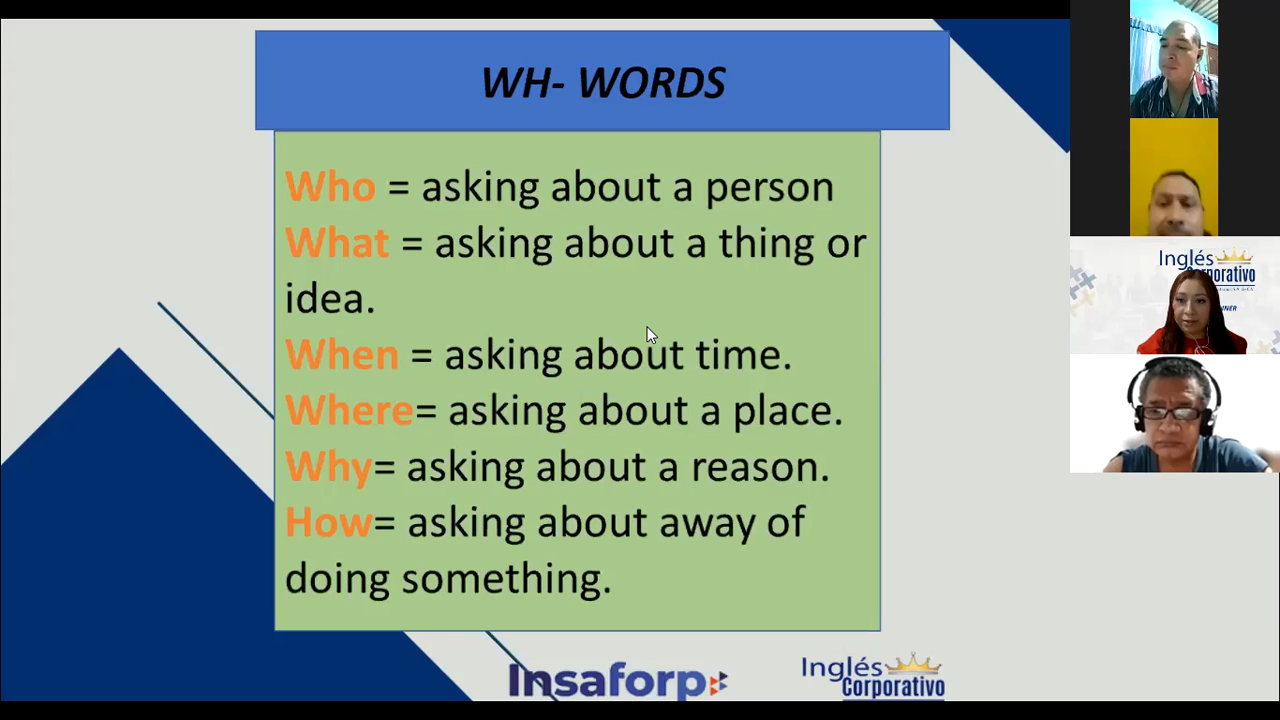 WH- WORDS
Who = asking about a person
What = asking about a thing or
idea.
When = asking about time.
Where= asking about a place.
Why= asking about a reason.
How= asking about away of
doing something.
Insaforp
Inglés
Corporativo
Inglés
Corporativo